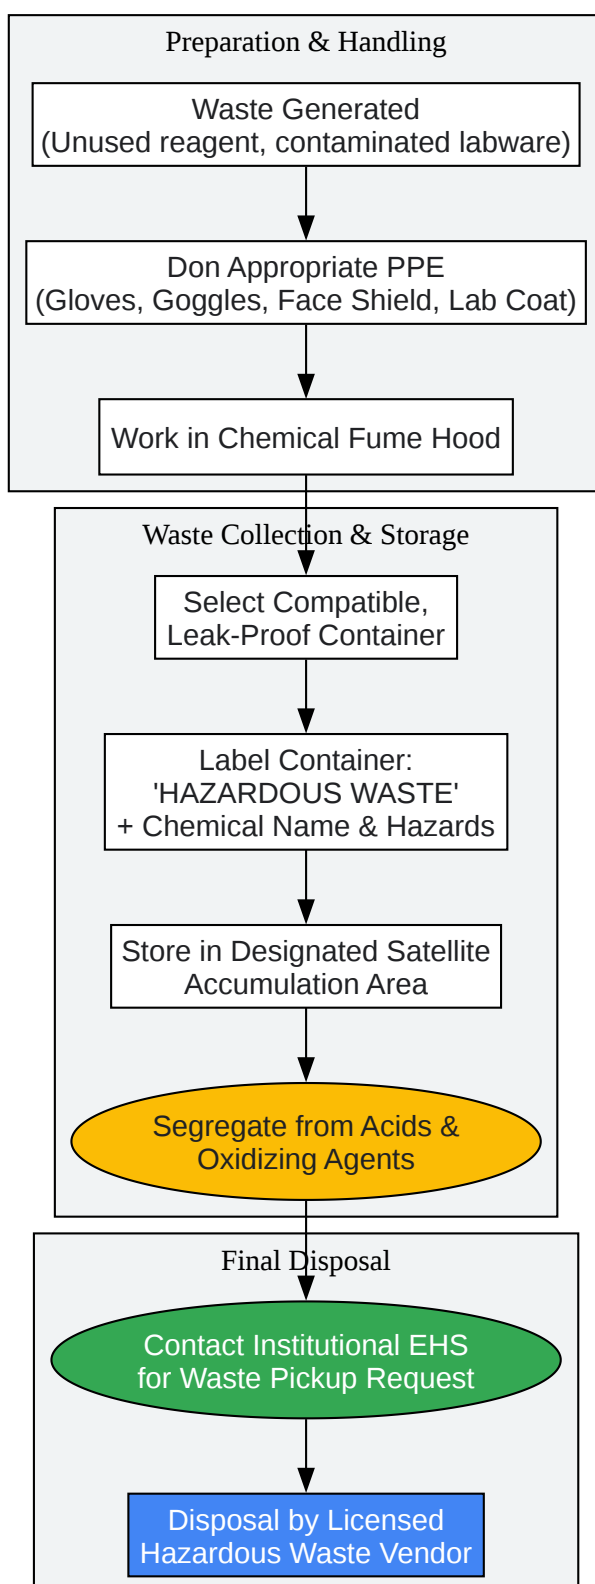 Preparation & Handling
Waste Generated
(Unused reagent, contaminated labware)
Don Appropriate PPE
(Gloves, Goggles, Face Shield, Lab Coat)
Work in Chemical Fume Hood
Waste Collection & Storage
Select Compatible,
Leak-Proof Container
Label Container:
'HAZARDOUS WASTE'
+ Chemical Name & Hazards
Store in Designated Satellite
Accumulation Area
Segregate from Acids &
Oxidizing Agents
Final Disposal
Contact Institutional EHS
for Waste Pickup Request
Disposal by Licensed
Hazardous Waste Vendor